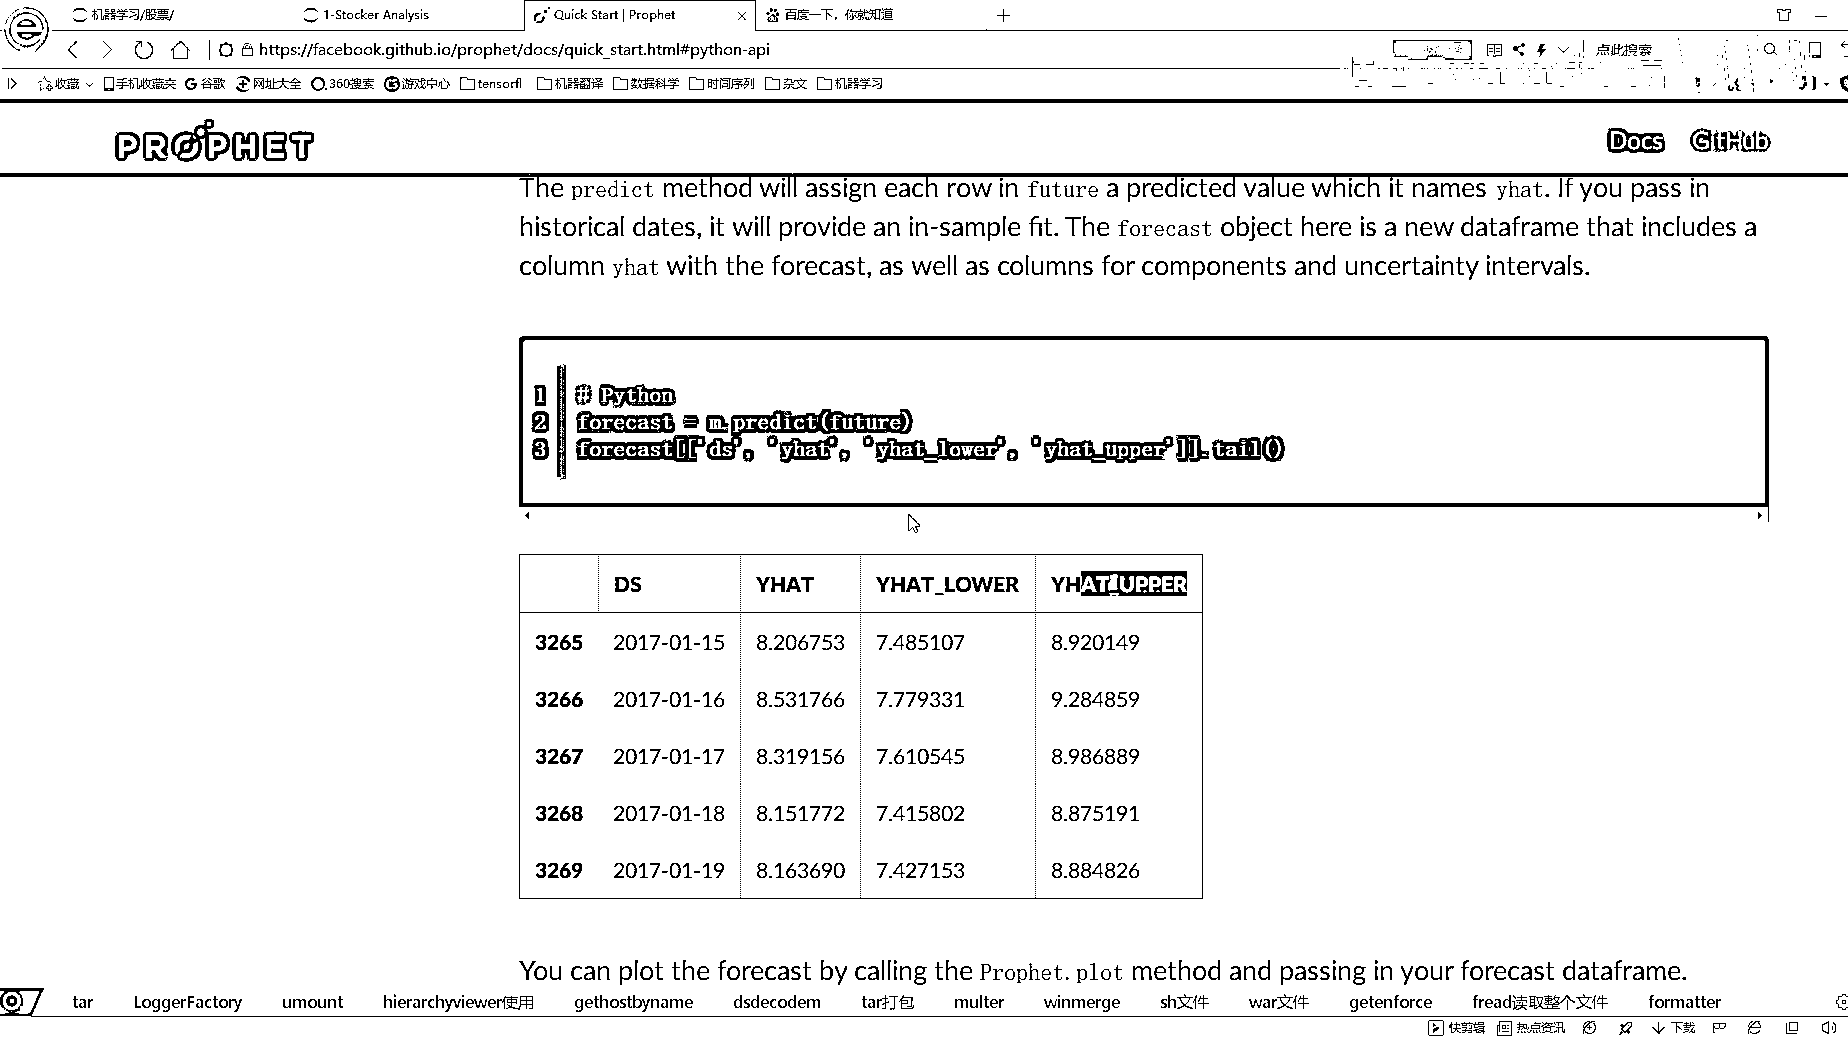 机器学习/股票/
1-Stocker Analysis
Quick Start | Prophet
百度一下，你就知道
https://facebook.github.io/prophet/docs/quick_start.html#python-api
点此搜索
收藏
手机收藏夹
谷歌
网址大全
360搜索
游戏中心
tensorfl
机器翻译
数据科学
时间序列
杂文
机器学习
PROPHET
Docs
GitHub
The predict method will assign each row in future a predicted value which it names yhat. If you pass in
historical dates, it will provide an in-sample fit. The forecast object here is a new dataframe that includes a
column yhat with the forecast, as well as columns for components and uncertainty intervals.
1 # Python
2 forecast = m.predict(future)
3 forecast[['ds', 'yhat', 'yhat_lower', 'yhat_upper']].tail()
DS YHAT YHAT_LOWER YHAT_UPPER
3265 2017-01-15 8.206753 7.485107 8.920149
3266 2017-01-16 8.531766 7.779331 9.284859
3267 2017-01-17 8.319156 7.610545 8.986889
3268 2017-01-18 8.151772 7.415802 8.875191
3269 2017-01-19 8.163690 7.427153 8.884826
You can plot the forecast by calling the Prophet.plot method and passing in your forecast dataframe.
tar LoggerFactory umount hierarchyviewer使用 gethostbyname dsdecodem tar打包 multer winmerge sh文件 war文件 getenforce fread读取整个文件 formatter
快剪辑 热点资讯 下载